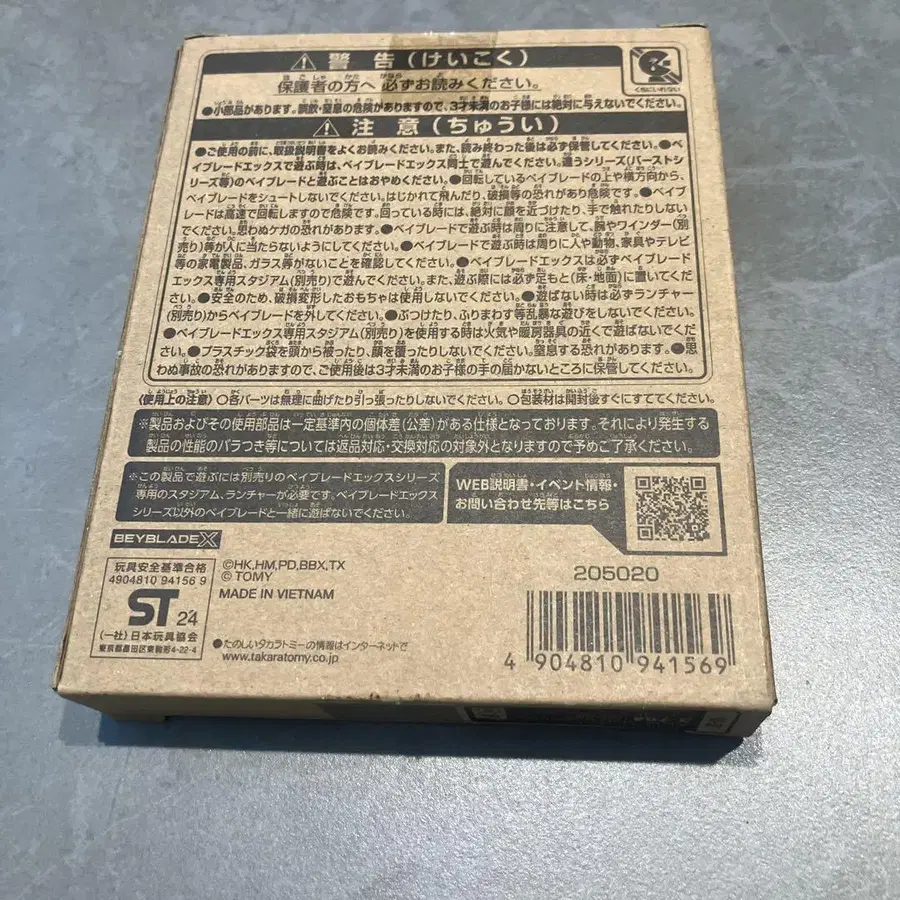 警告(けいこく)
保護者の方へ 必ずお読みください。
くちにいれない
●小部品があります。誤飲・窒息の危険がありますので、3才未満のお子様には絶対に与えないでください。
注意(ちゅうい)
●ご使用の前に、取扱説明書をよくお読みください。また、読み終わった後は必ず保管してください。●ベ
イブレードエックスで遊ぶ時は、ベイブレードエックス同士で遊んでください。違うシリーズ(バーストシ
リーズ等)のベイブレードと遊ぶことはおやめください。●回転しているベイブレードの上や横方向から、
ベイブレードをシュートしないでください。はじかれて飛んだり、破損等の恐れがあり危険です。●ベイブ
レードは高速で回転しますので危険です。回っている時には、絶対に顔を近づけたり、手で触れたりしない
でください。思わぬケガの恐れがあります。●ベイブレードで遊ぶ時は周りに注意して、腕やワインダー(別
売り)等が人に当たらないようにしてください。●ベイブレードで遊ぶ時は周りに人や動物、家具やテレビ
等の家電製品、ガラス等がないことを確認してください。●ベイブレードエックスは必ずベイブレード
エックス専用スタジアム(別売り)で遊んでください。また、遊ぶ際には必ず足もと(床・地面)に置いてくだ
さい。●安全のため、破損変形したおもちゃは使用しないでください。●遊ばない時は必ずランチャー
(別売り)からベイブレードを外してください。●ぶつけたり、ふりまわす等乱暴な遊びをしないでください。
●ベイブレードエックス専用スタジアム(別売り)を使用する時は火気や暖房器具の近くで遊ばないでくだ
さい。●プラスチック袋を頭から被ったり、顔を覆ったりしないでください。窒息する恐れがあります。●思
わぬ事故の恐れがありますので、ご使用後は3才未満のお子様の手の届かないところに保管してください。
〈使用上の注意〉○各パーツは無理に曲げたり引っ張ったりしないでください。○包装材は開封後すぐにすててください。
※製品およびその使用部品は一定基準内の個体差(公差)がある仕様となっております。それにより発生する
製品の性能のバラつき等については返品対応・交換対応の対象外となりますので予めご了承ください。
※この製品で遊ぶには別売りのベイブレードエックスシリーズ
専用のスタジアム、ランチャーが必要です。ベイブレードエックス
シリーズ以外のベイブレードと一緒に遊ばないでください。
WEB説明書・イベント情報・
お問い合わせ先等はこちら
BEYBLADE X
玩具安全基準合格
4904810 94156 9
ST 24
(一社)日本玩具協会
東京都墨田区東駒形4-22-4
©HK,HM,PD,BBX,TX
© TOMY
MADE IN VIETNAM
●たのしいタカラトミーの情報はインターネットで
www.takaratomy.co.jp
205020
4 904810 941569